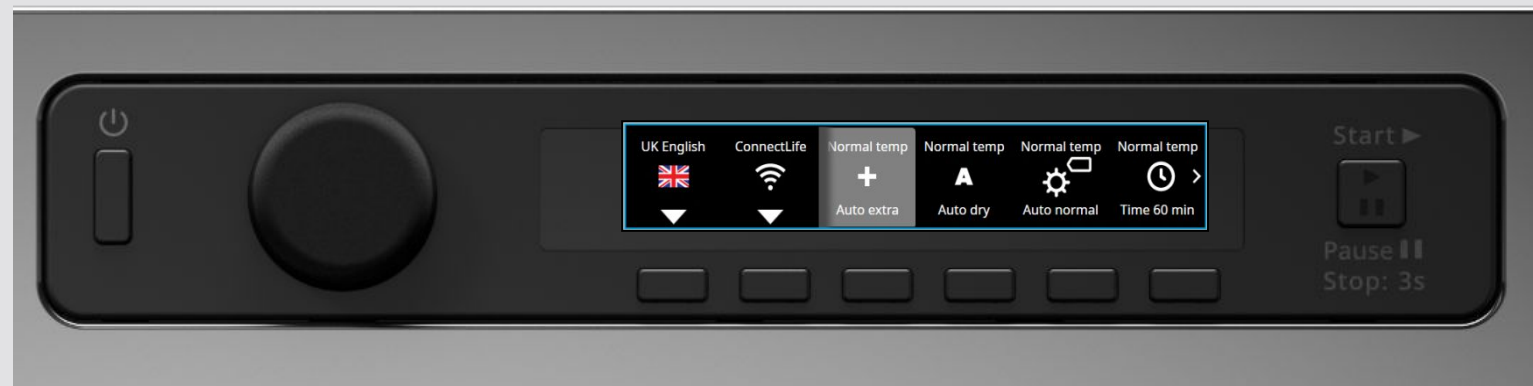 UK English
ConnectLife
Normal temp
Auto extra
Normal temp
A
Auto dry
Normal temp
Auto normal
Normal temp
Time 60 min
Start
Pause
Stop: 3s